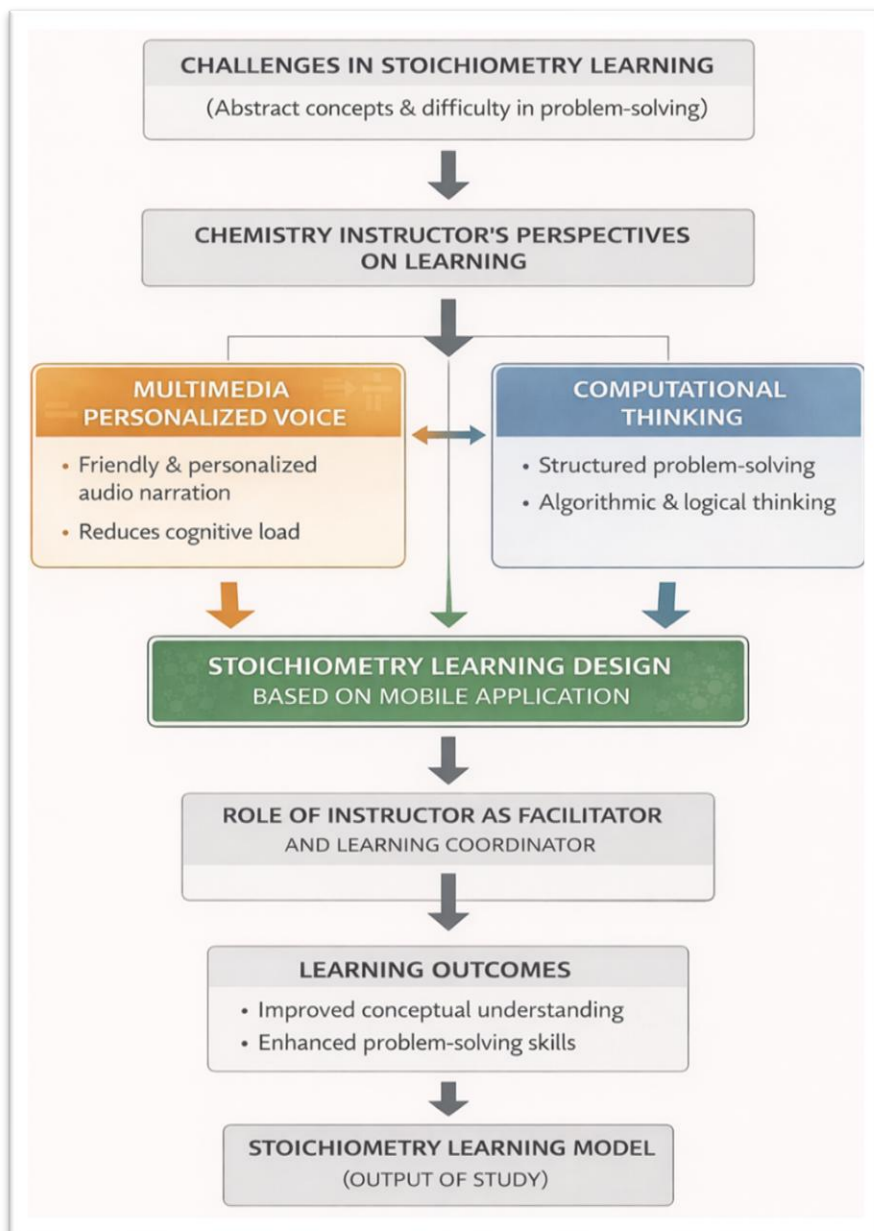 CHALLENGES IN STOICHIOMETRY LEARNING
(Abstract concepts & difficulty in problem-solving)
CHEMISTRY INSTRUCTOR'S PERSPECTIVES
ON LEARNING
MULTIMEDIA
PERSONALIZED VOICE
• Friendly & personalized
audio narration
• Reduces cognitive load
COMPUTATIONAL
THINKING
• Structured problem-solving
• Algorithmic & logical thinking
STOICHIOMETRY LEARNING DESIGN
BASED ON MOBILE APPLICATION
ROLE OF INSTRUCTOR AS FACILITATOR
AND LEARNING COORDINATOR
LEARNING OUTCOMES
• Improved conceptual understanding
• Enhanced problem-solving skills
STOICHIOMETRY LEARNING MODEL
(OUTPUT OF STUDY)